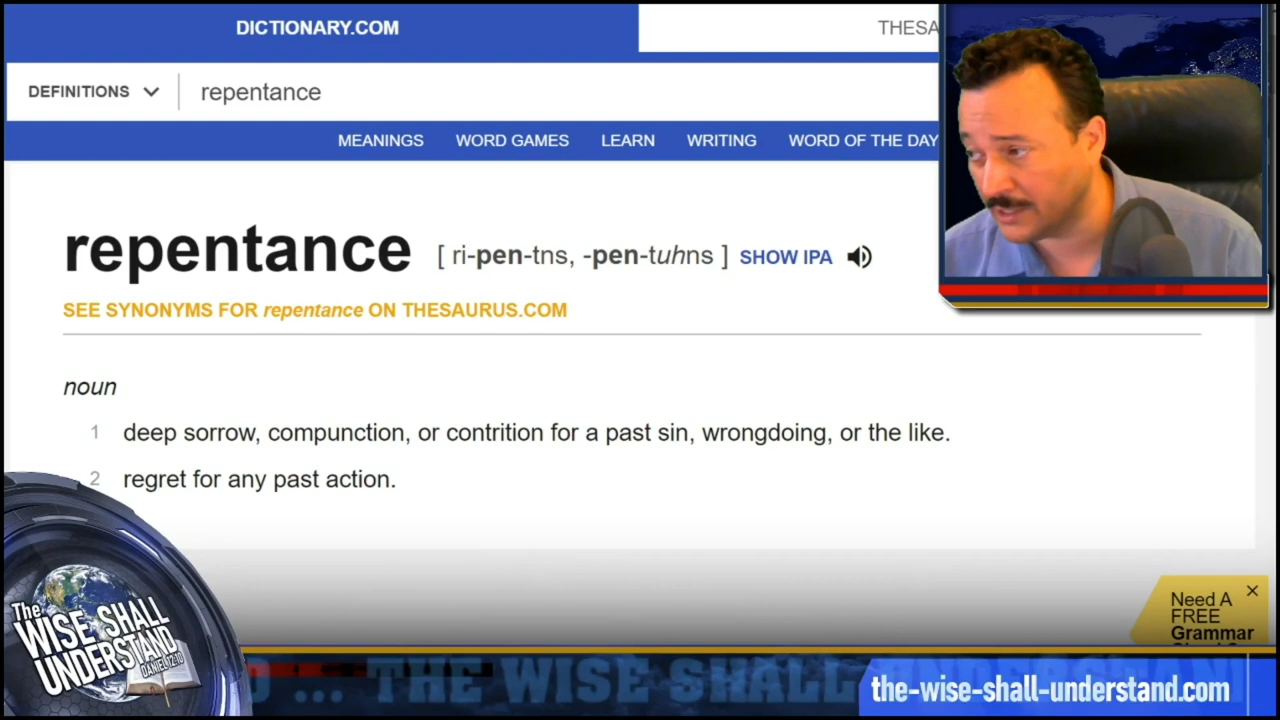 DICTIONARY.COM
THESA
DEFINITIONS
repentance
MEANINGS WORD GAMES LEARN WRITING WORD OF THE DAY
repentance [ ri-pen-tns, -pen-tuhns ] SHOW IPA
SEE SYNONYMS FOR repentance ON THESAURUS.COM
noun
1 deep sorrow, compunction, or contrition for a past sin, wrongdoing, or the like.
2 regret for any past action.
Need A
FREE
Grammar
The
WISE SHALL
UNDERSTAND
DANIEL 12:10
... THE WISE SHALL
the-wise-shall-understand.com